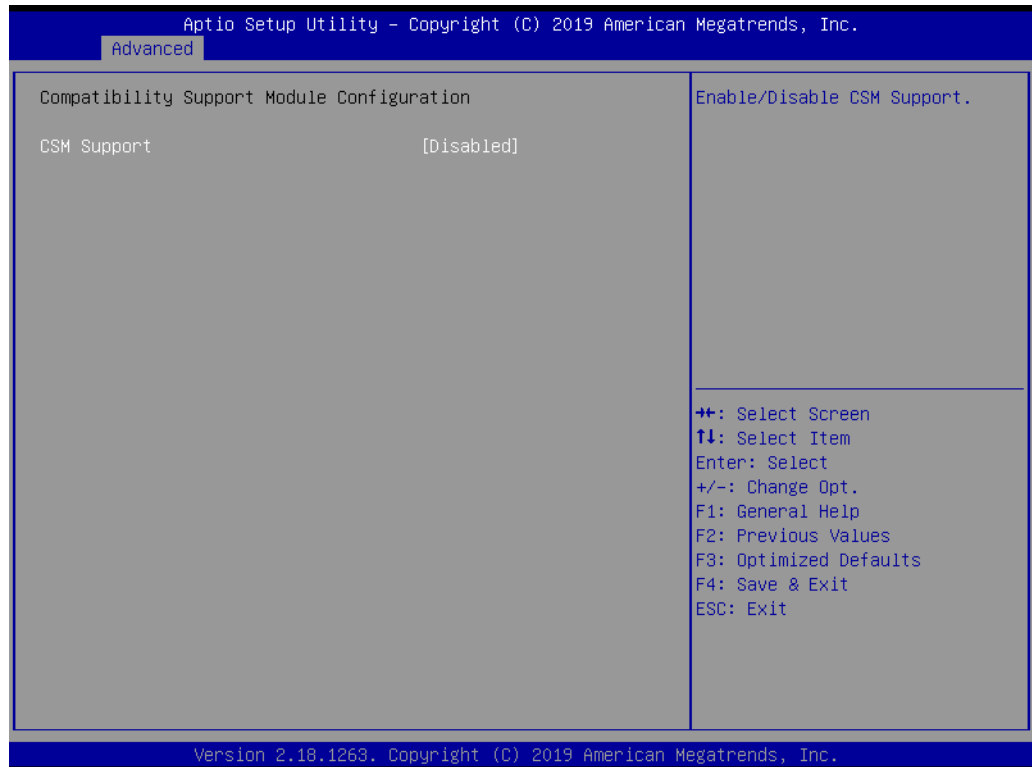 Aptio Setup Utility – Copyright (C) 2019 American Megatrends, Inc.
Advanced
Compatibility Support Module Configuration
CSM Support [Disabled]
Enable/Disable CSM Support.
→←: Select Screen
↑↓: Select Item
Enter: Select
+/-: Change Opt.
F1: General Help
F2: Previous Values
F3: Optimized Defaults
F4: Save & Exit
ESC: Exit
Version 2.18.1263. Copyright (C) 2019 American Megatrends, Inc.